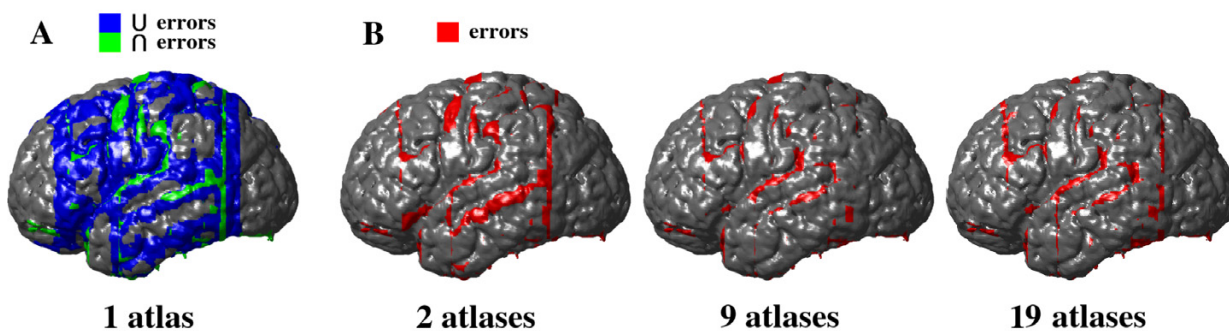 A
∪ errors
∩ errors
B
errors
1 atlas
2 atlases
9 atlases
19 atlases